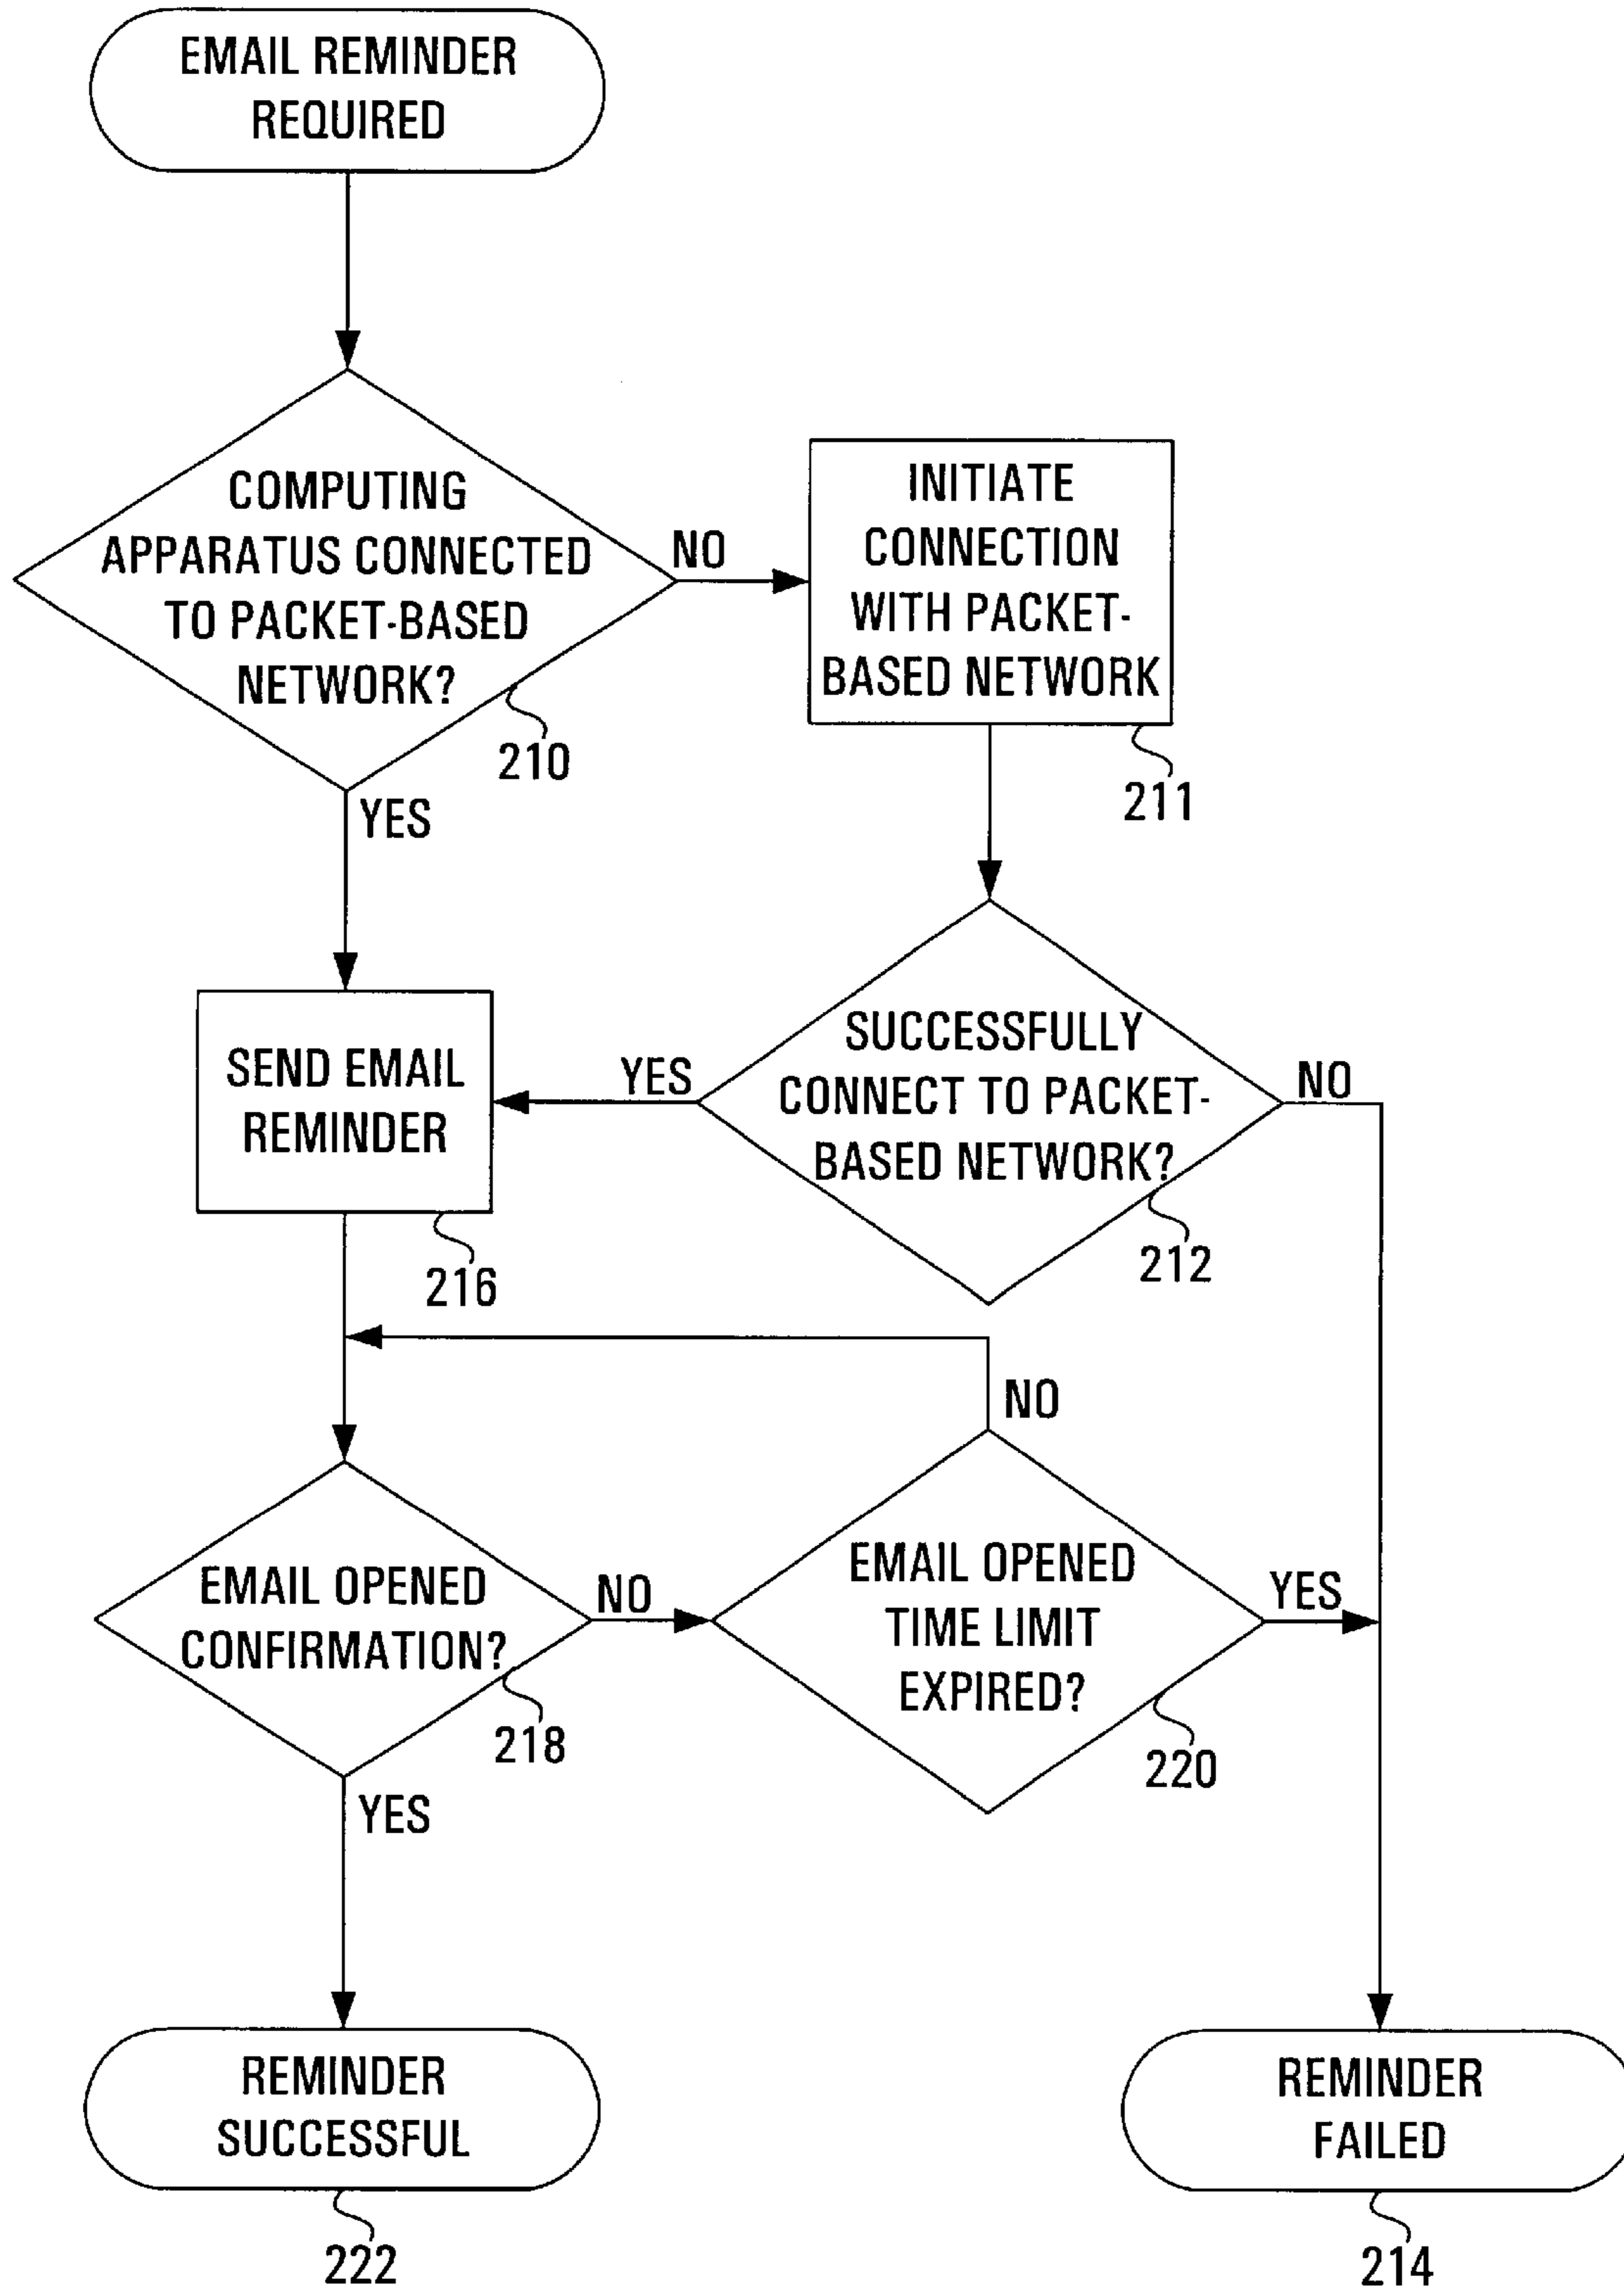 EMAIL REMINDER
REQUIRED
COMPUTING
APPARATUS CONNECTED
TO PACKET-BASED
NETWORK?
210
NO
YES
INITIATE
CONNECTION
WITH PACKET-
BASED NETWORK
211
SUCCESSFULLY
CONNECT TO PACKET-
BASED NETWORK?
212
YES
NO
SEND EMAIL
REMINDER
216
EMAIL OPENED
CONFIRMATION?
218
NO
YES
EMAIL OPENED
TIME LIMIT
EXPIRED?
220
NO
YES
REMINDER
SUCCESSFUL
222
REMINDER
FAILED
214